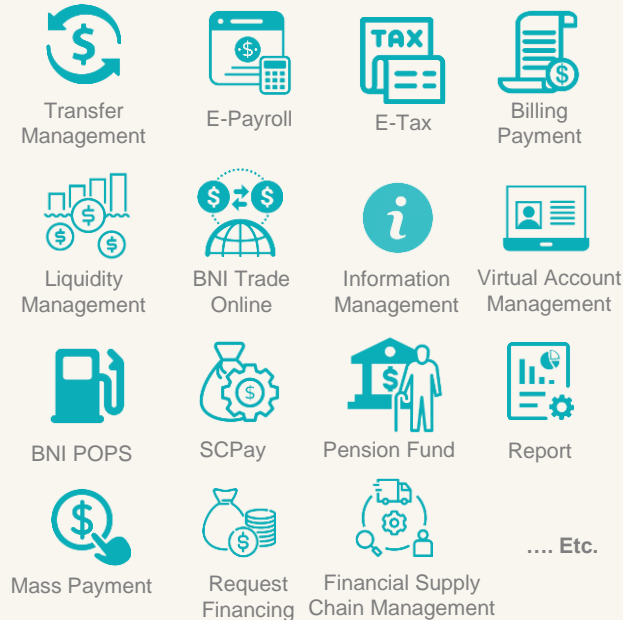 TAX
Transfer
Management
E-Payroll
E-Tax
Billing
Payment
Liquidity
Management
BNI Trade
Online
Information
Management
Virtual Account
Management
BNI POPS
SCPay
Pension Fund
Report
Mass Payment
Request
Financing
Financial Supply
Chain Management
.... Etc.